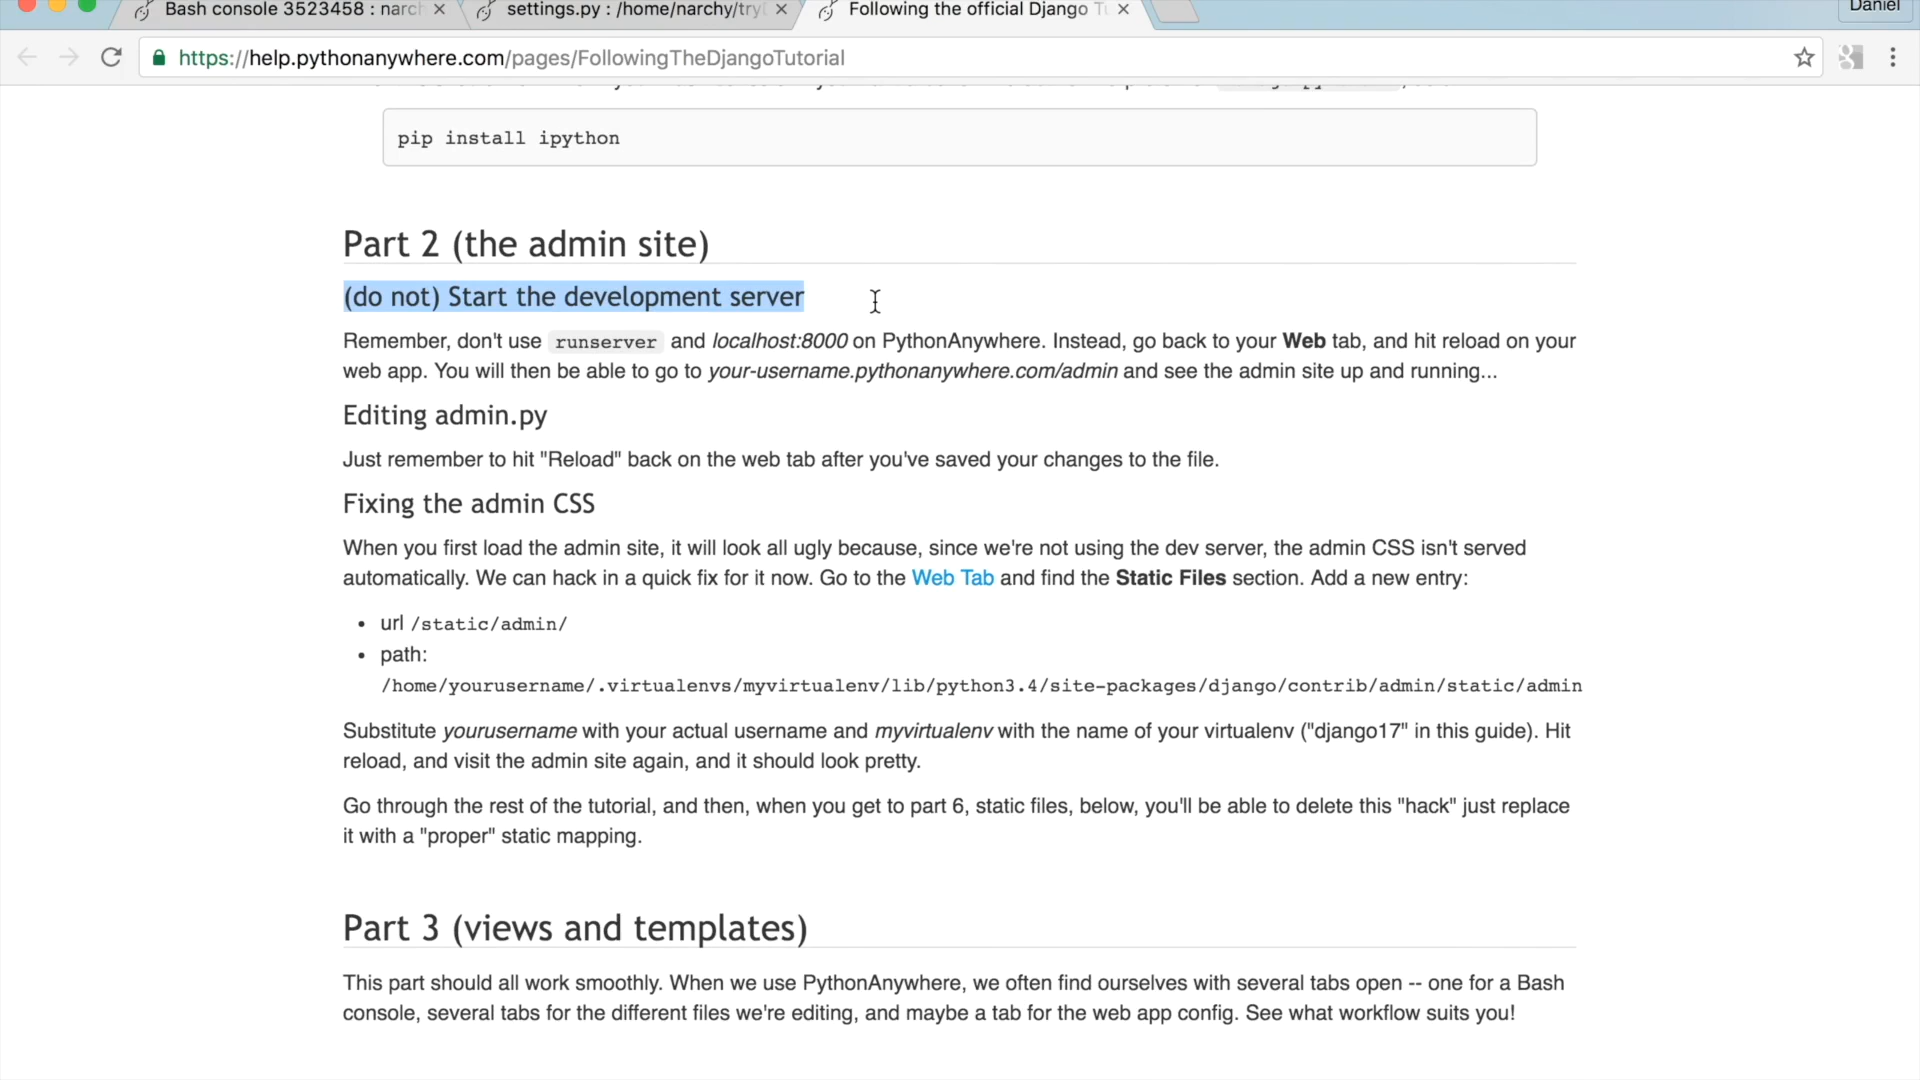 Bash console 3523458 : narch
settings.py : /home/narchy/try
Following the official Django T
Daniel
https://help.pythonanywhere.com/pages/FollowingTheDjangoTutorial
pip install ipython
Part 2 (the admin site)
(do not) Start the development server
Remember, don't use runserver and localhost:8000 on PythonAnywhere. Instead, go back to your Web tab, and hit reload on your
web app. You will then be able to go to your-username.pythonanywhere.com/admin and see the admin site up and running...
Editing admin.py
Just remember to hit "Reload" back on the web tab after you've saved your changes to the file.
Fixing the admin CSS
When you first load the admin site, it will look all ugly because, since we're not using the dev server, the admin CSS isn't served
automatically. We can hack in a quick fix for it now. Go to the Web Tab and find the Static Files section. Add a new entry:
• url /static/admin/
• path:
/home/yourusername/.virtualenvs/myvirtualenv/lib/python3.4/site-packages/django/contrib/admin/static/admin
Substitute yourusername with your actual username and myvirtualenv with the name of your virtualenv ("django17" in this guide). Hit
reload, and visit the admin site again, and it should look pretty.
Go through the rest of the tutorial, and then, when you get to part 6, static files, below, you'll be able to delete this "hack" just replace
it with a "proper" static mapping.
Part 3 (views and templates)
This part should all work smoothly. When we use PythonAnywhere, we often find ourselves with several tabs open -- one for a Bash
console, several tabs for the different files we're editing, and maybe a tab for the web app config. See what workflow suits you!